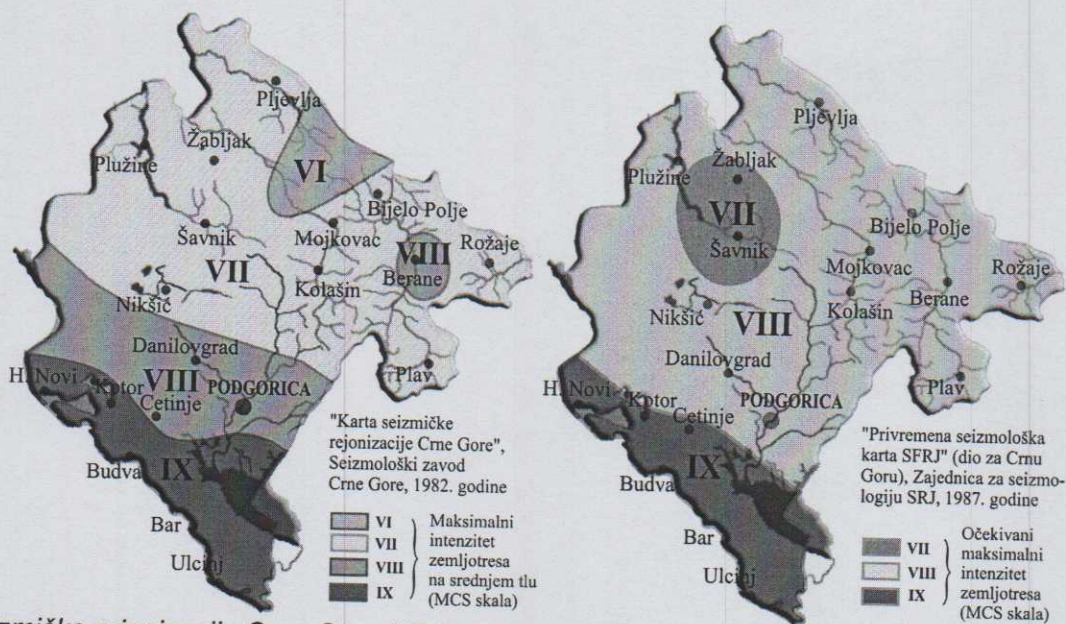 Pljevlja
Žabljak
Plužine
VI
Bijelo Polje
Šavnik
Mojkovac
VIII
Rožaje
VII
Berane
Kolašin
Nikšić
Danilovgrad
Plav
H. Novi
VIII
Kotor
PODGORICA
Cetinje
IX
Budva
Bar
Ulcinj
"Karta seizmičke
rejonizacije Crne Gore",
Seizmološki zavod
Crne Gore, 1982. godine
VI
VII
VIII
IX
Maksimalni
intenzitet
zemljotresa
na srednjem tlu
(MCS skala)
Pljevlja
Žabljak
Plužine
VII
Bijelo Polje
Šavnik
Mojkovac
Rožaje
Berane
Kolašin
Nikšić
VIII
Danilovgrad
Plav
H. Novi
PODGORICA
Kotor
Cetinje
IX
Budva
Bar
Ulcinj
"Privremena seizmološka
karta SFRJ" (dio za Crnu
Goru), Zajednica za seizmo-
logiju SRJ, 1987. godine
VII
VIII
IX
Očekivani
maksimalni
intenzitet
zemljotresa
(MCS skala)